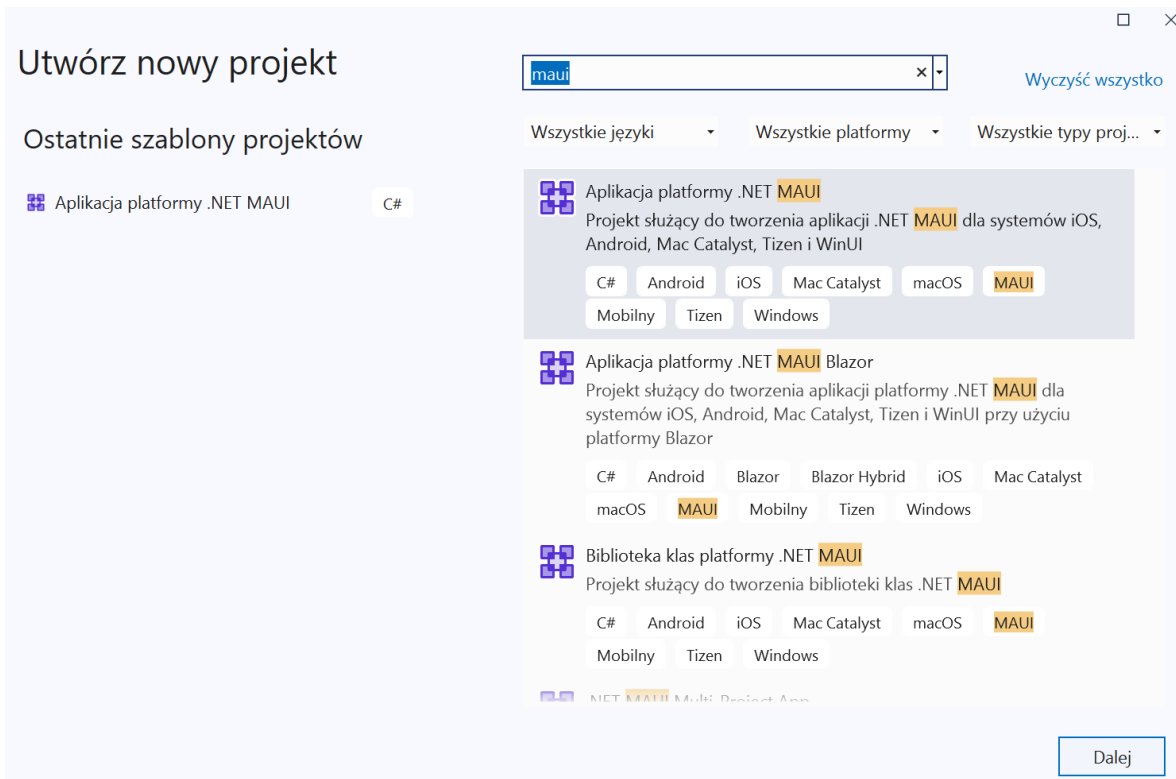 Utwórz nowy projekt
maui
Wyczyść wszystko
Ostatnie szablony projektów
Wszystkie języki
Wszystkie platformy
Wszystkie typy proj...
Aplikacja platformy .NET MAUI
C#
Aplikacja platformy .NET MAUI
Projekt służący do tworzenia aplikacji .NET MAUI dla systemów iOS,
Android, Mac Catalyst, Tizen i WinUI
C# Android iOS Mac Catalyst macOS MAUI
Mobilny Tizen Windows
Aplikacja platformy .NET MAUI Blazor
Projekt służący do tworzenia aplikacji platformy .NET MAUI dla
systemów iOS, Android, Mac Catalyst, Tizen i WinUI przy użyciu
platformy Blazor
C# Android Blazor Blazor Hybrid iOS Mac Catalyst
macOS MAUI Mobilny Tizen Windows
Biblioteka klas platformy .NET MAUI
Projekt służący do tworzenia biblioteki klas .NET MAUI
C# Android iOS Mac Catalyst macOS MAUI
Mobilny Tizen Windows
.NET MAUI Multi-Project App
Dalej